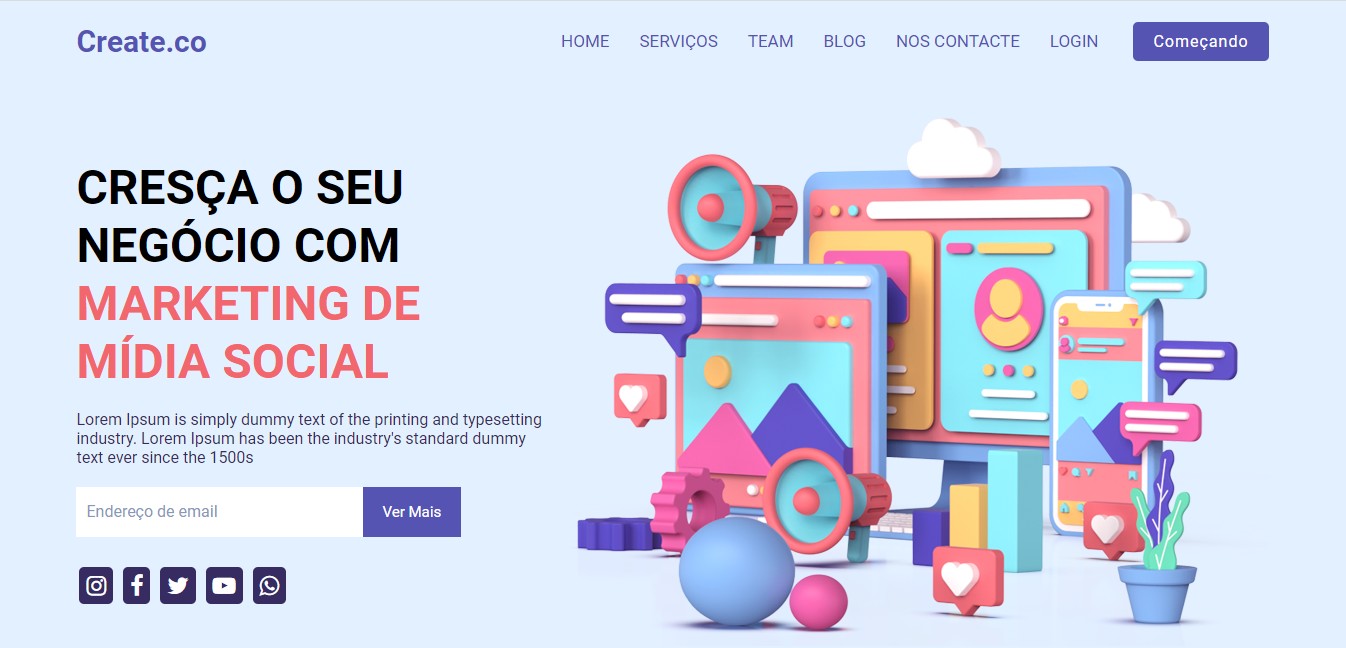 Create.co
HOME SERVIÇOS TEAM BLOG NOS CONTACTE LOGIN Começando
CRESÇA O SEU
NEGÓCIO COM
MARKETING DE
MÍDIA SOCIAL
Lorem Ipsum is simply dummy text of the printing and typesetting
industry. Lorem Ipsum has been the industry's standard dummy
text ever since the 1500s
Endereço de email Ver Mais